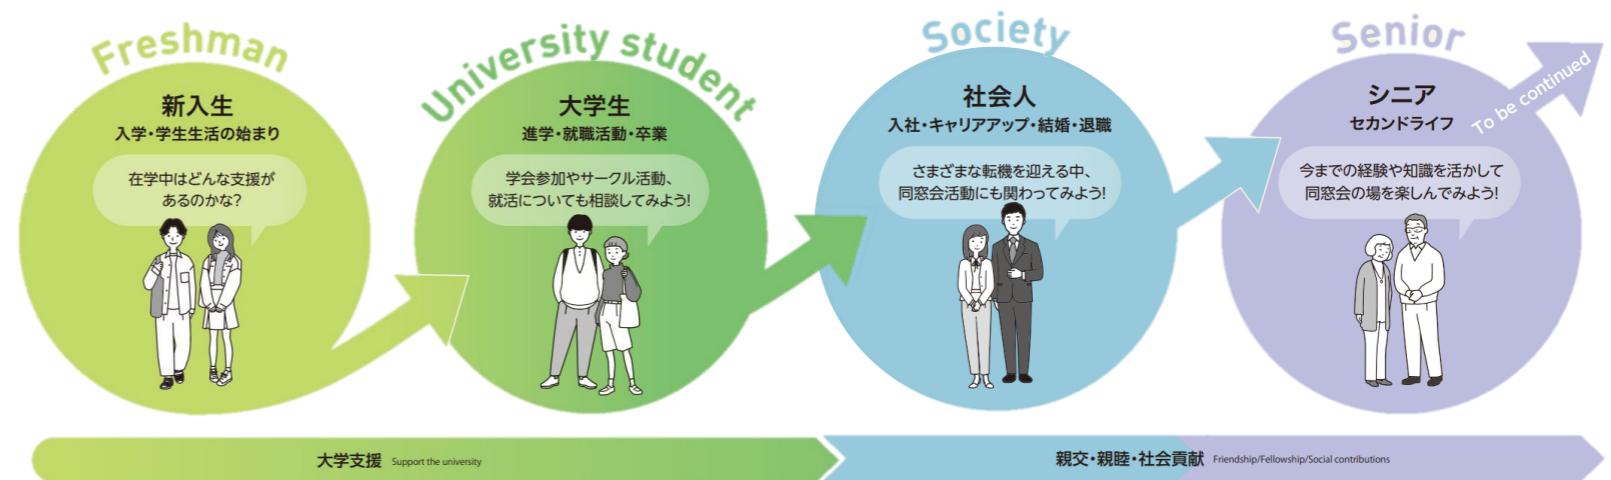 Freshman
新入生
入学・学生生活の始まり
在学中はどんな支援が
あるのかな?
University student
大学生
進学・就職活動・卒業
学会参加やサークル活動、
就活についても相談してみよう!
Society
社会人
入社・キャリアアップ・結婚・退職
さまざまな転機を迎える中、
同窓会活動にも関わってみよう!
Senior
シニア
セカンドライフ
今までの経験や知識を活かして
同窓会の場を楽しんでみよう!
To be continued
大学支援 Support the university
親交・親睦・社会貢献 Friendship/Fellowship/Social contributions